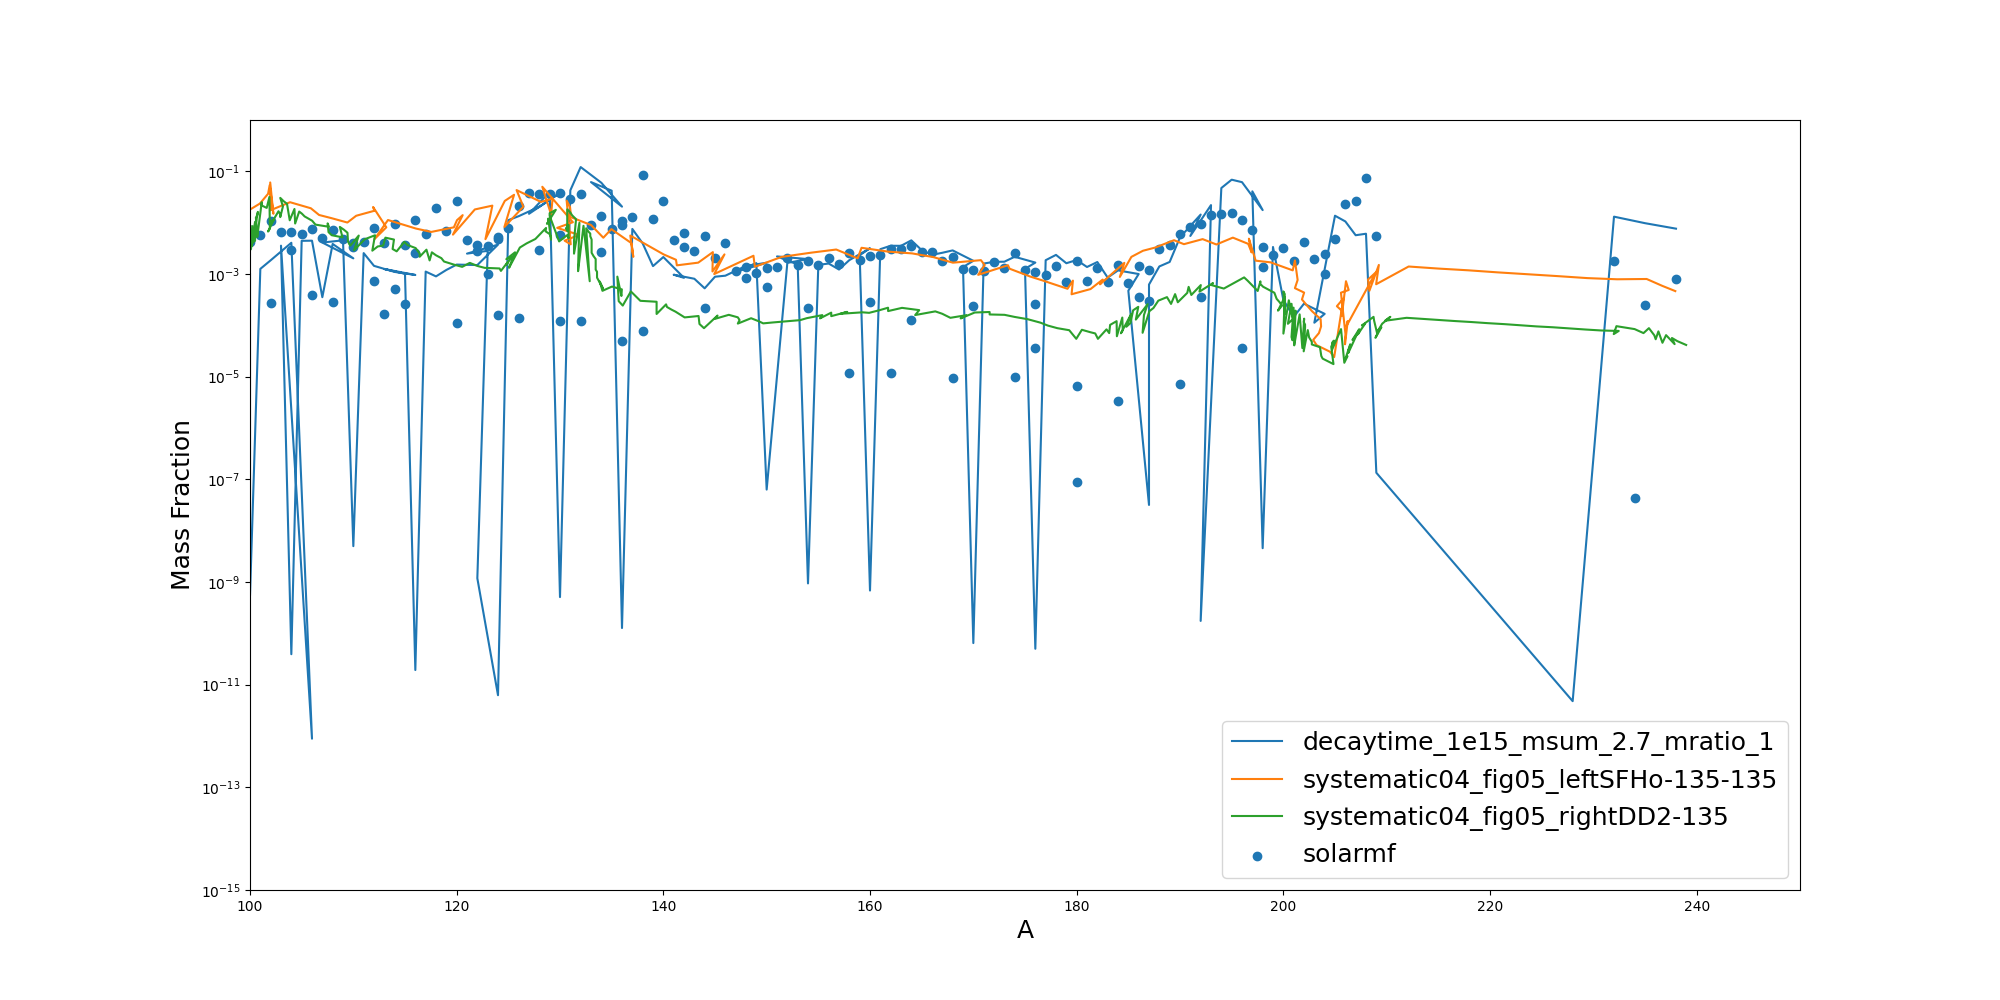 10⁻¹
10⁻³
10⁻⁵
10⁻⁷
10⁻⁹
10⁻¹¹
10⁻¹³
10⁻¹⁵
Mass Fraction
100 120 140 160 180 200 220 240
A
decaytime_1e15_msum_2.7_mratio_1
systematic04_fig05_leftSFHo-135-135
systematic04_fig05_rightDD2-135
solarmf